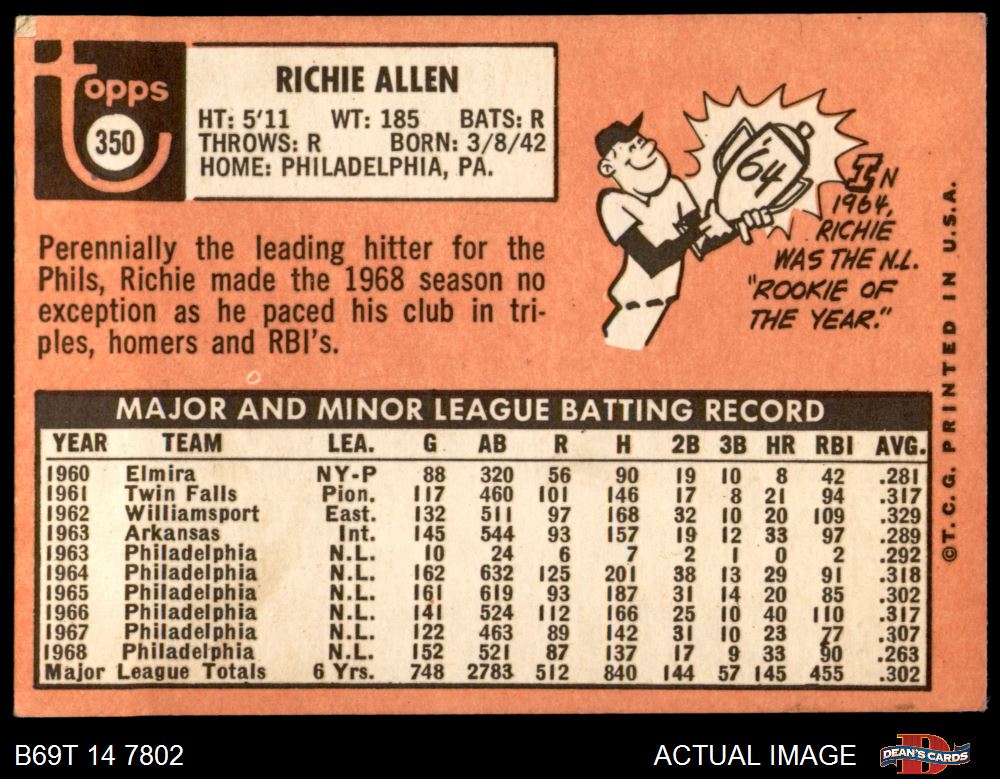 topps
350
RICHIE ALLEN
HT: 5'11 WT: 185 BATS: R
THROWS: R BORN: 3/8/42
HOME: PHILADELPHIA, PA.
Perennially the leading hitter for the
Phils, Richie made the 1968 season no
exception as he paced his club in tri-
ples, homers and RBI's.
'64
IN
1964,
RICHIE
WAS THE N.L.
"ROOKIE OF
THE YEAR."
©T. C. G. PRINTED IN U.S.A.
MAJOR AND MINOR LEAGUE BATTING RECORD
YEAR TEAM LEA. G AB R H 2B 3B HR RBI AVG.
1960 Elmira NY-P 88 320 56 90 19 10 8 42 .281
1961 Twin Falls Pion. 117 460 101 146 17 8 21 94 .317
1962 Williamsport East. 132 511 97 168 32 10 20 109 .329
1963 Arkansas Int. 145 544 93 157 19 12 33 97 .289
1963 Philadelphia N.L. 10 24 6 7 2 1 0 2 .292
1964 Philadelphia N.L. 162 632 125 201 38 13 29 91 .318
1965 Philadelphia N.L. 161 619 93 187 31 14 20 85 .302
1966 Philadelphia N.L. 141 524 112 166 25 10 40 110 .317
1967 Philadelphia N.L. 122 463 89 142 31 10 23 77 .307
1968 Philadelphia N.L. 152 521 87 137 17 9 33 90 .263
Major League Totals 6 Yrs. 748 2783 512 840 144 57 145 455 .302
B69T 14 7802
ACTUAL IMAGE
DEAN'S CARDS